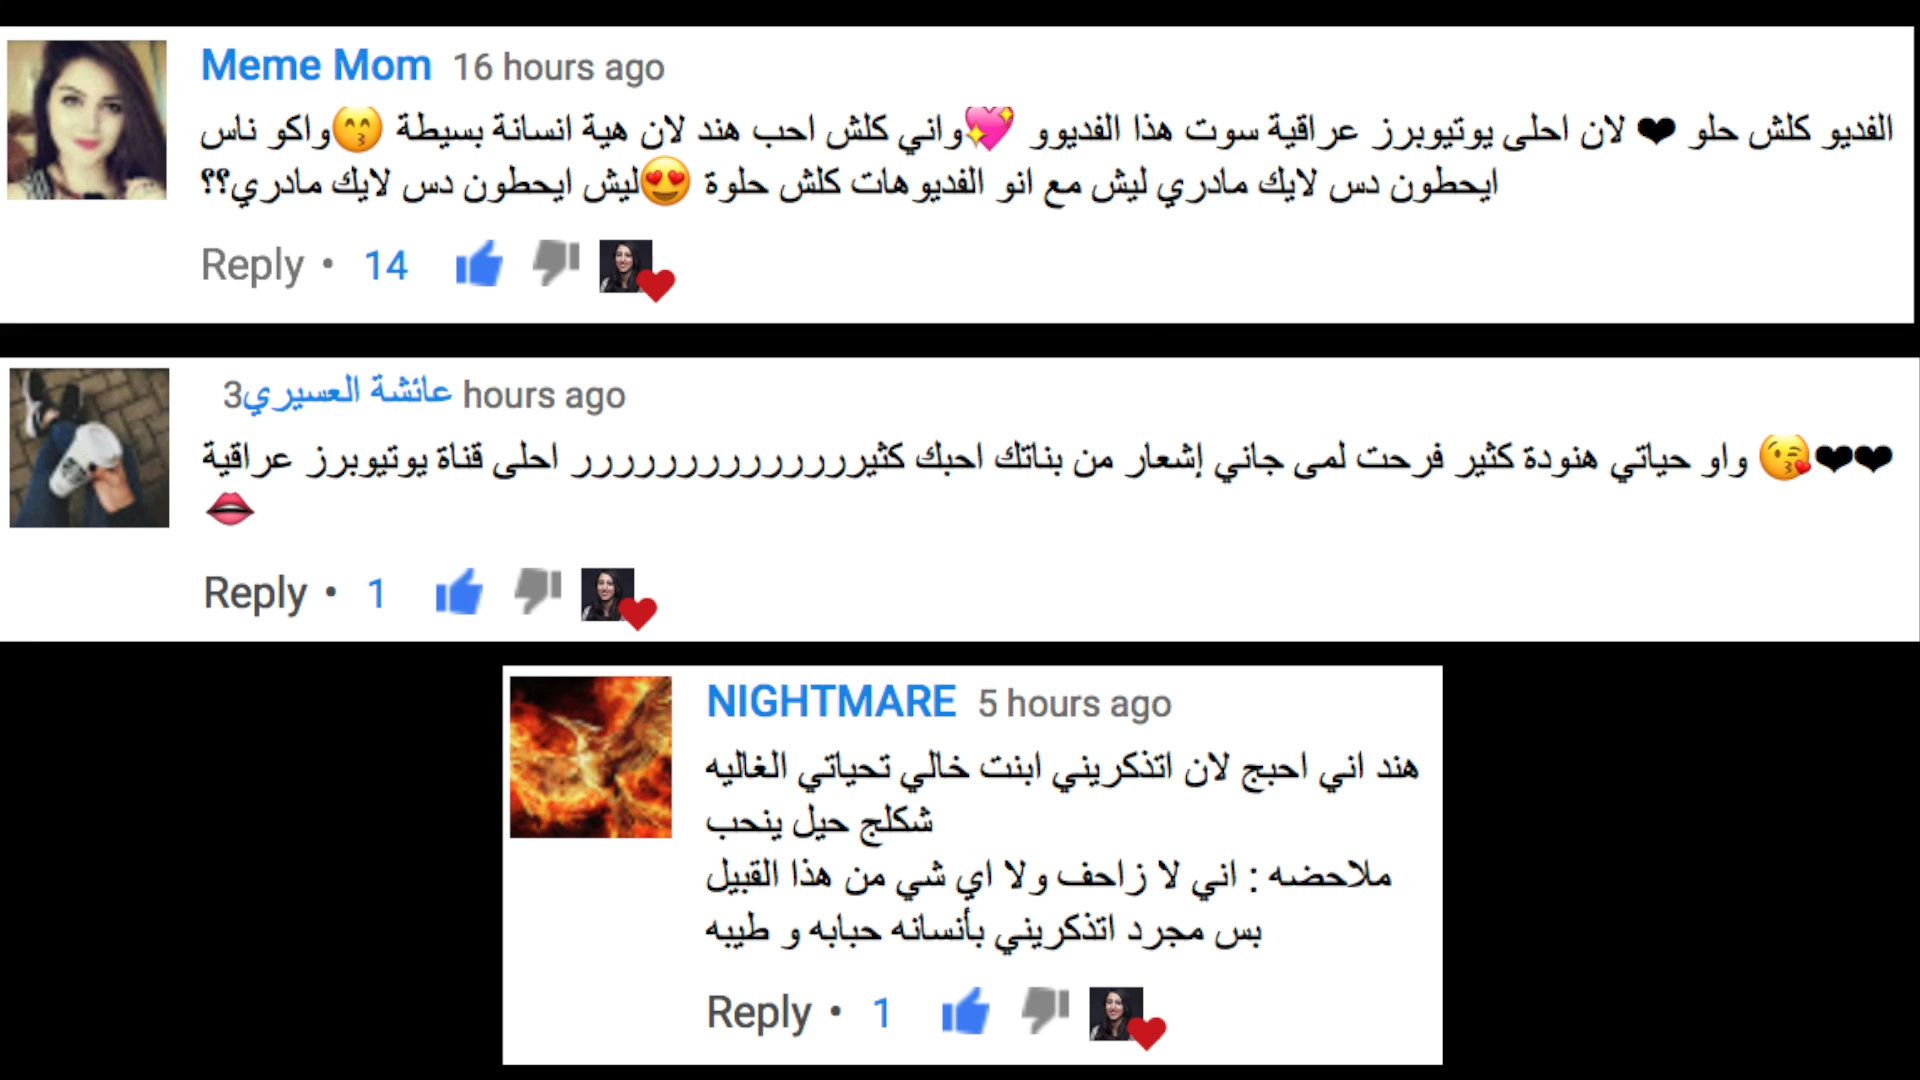 Meme Mom 16 hours ago
الفديو كلش حلو ❤ لان احلى يوتيوبرز عراقية سوت هذا الفديوو 💖واني كلش احب هند لان هية انسانة بسيطة 😙واكو ناس
ايحطون دس لايك مادري ليش مع انو الفديوهات كلش حلوة 😍ليش ايحطون دس لايك مادري؟؟
Reply • 14
عائشة العسيري3 hours ago
❤❤😘 واو حياتي هنودة كثير فرحت لمى جاني إشعار من بناتك احبك كثيررررررررررررررر احلى قناة يوتيوبرز عراقية
💋
Reply • 1
NIGHTMARE 5 hours ago
هند اني احبج لان اتذكريني ابنت خالي تحياتي الغاليه
شكلج حيل ينحب
ملاحضه : اني لا زاحف ولا اي شي من هذا القبيل
بس مجرد اتذكريني بأنسانه حبابه و طيبه
Reply • 1